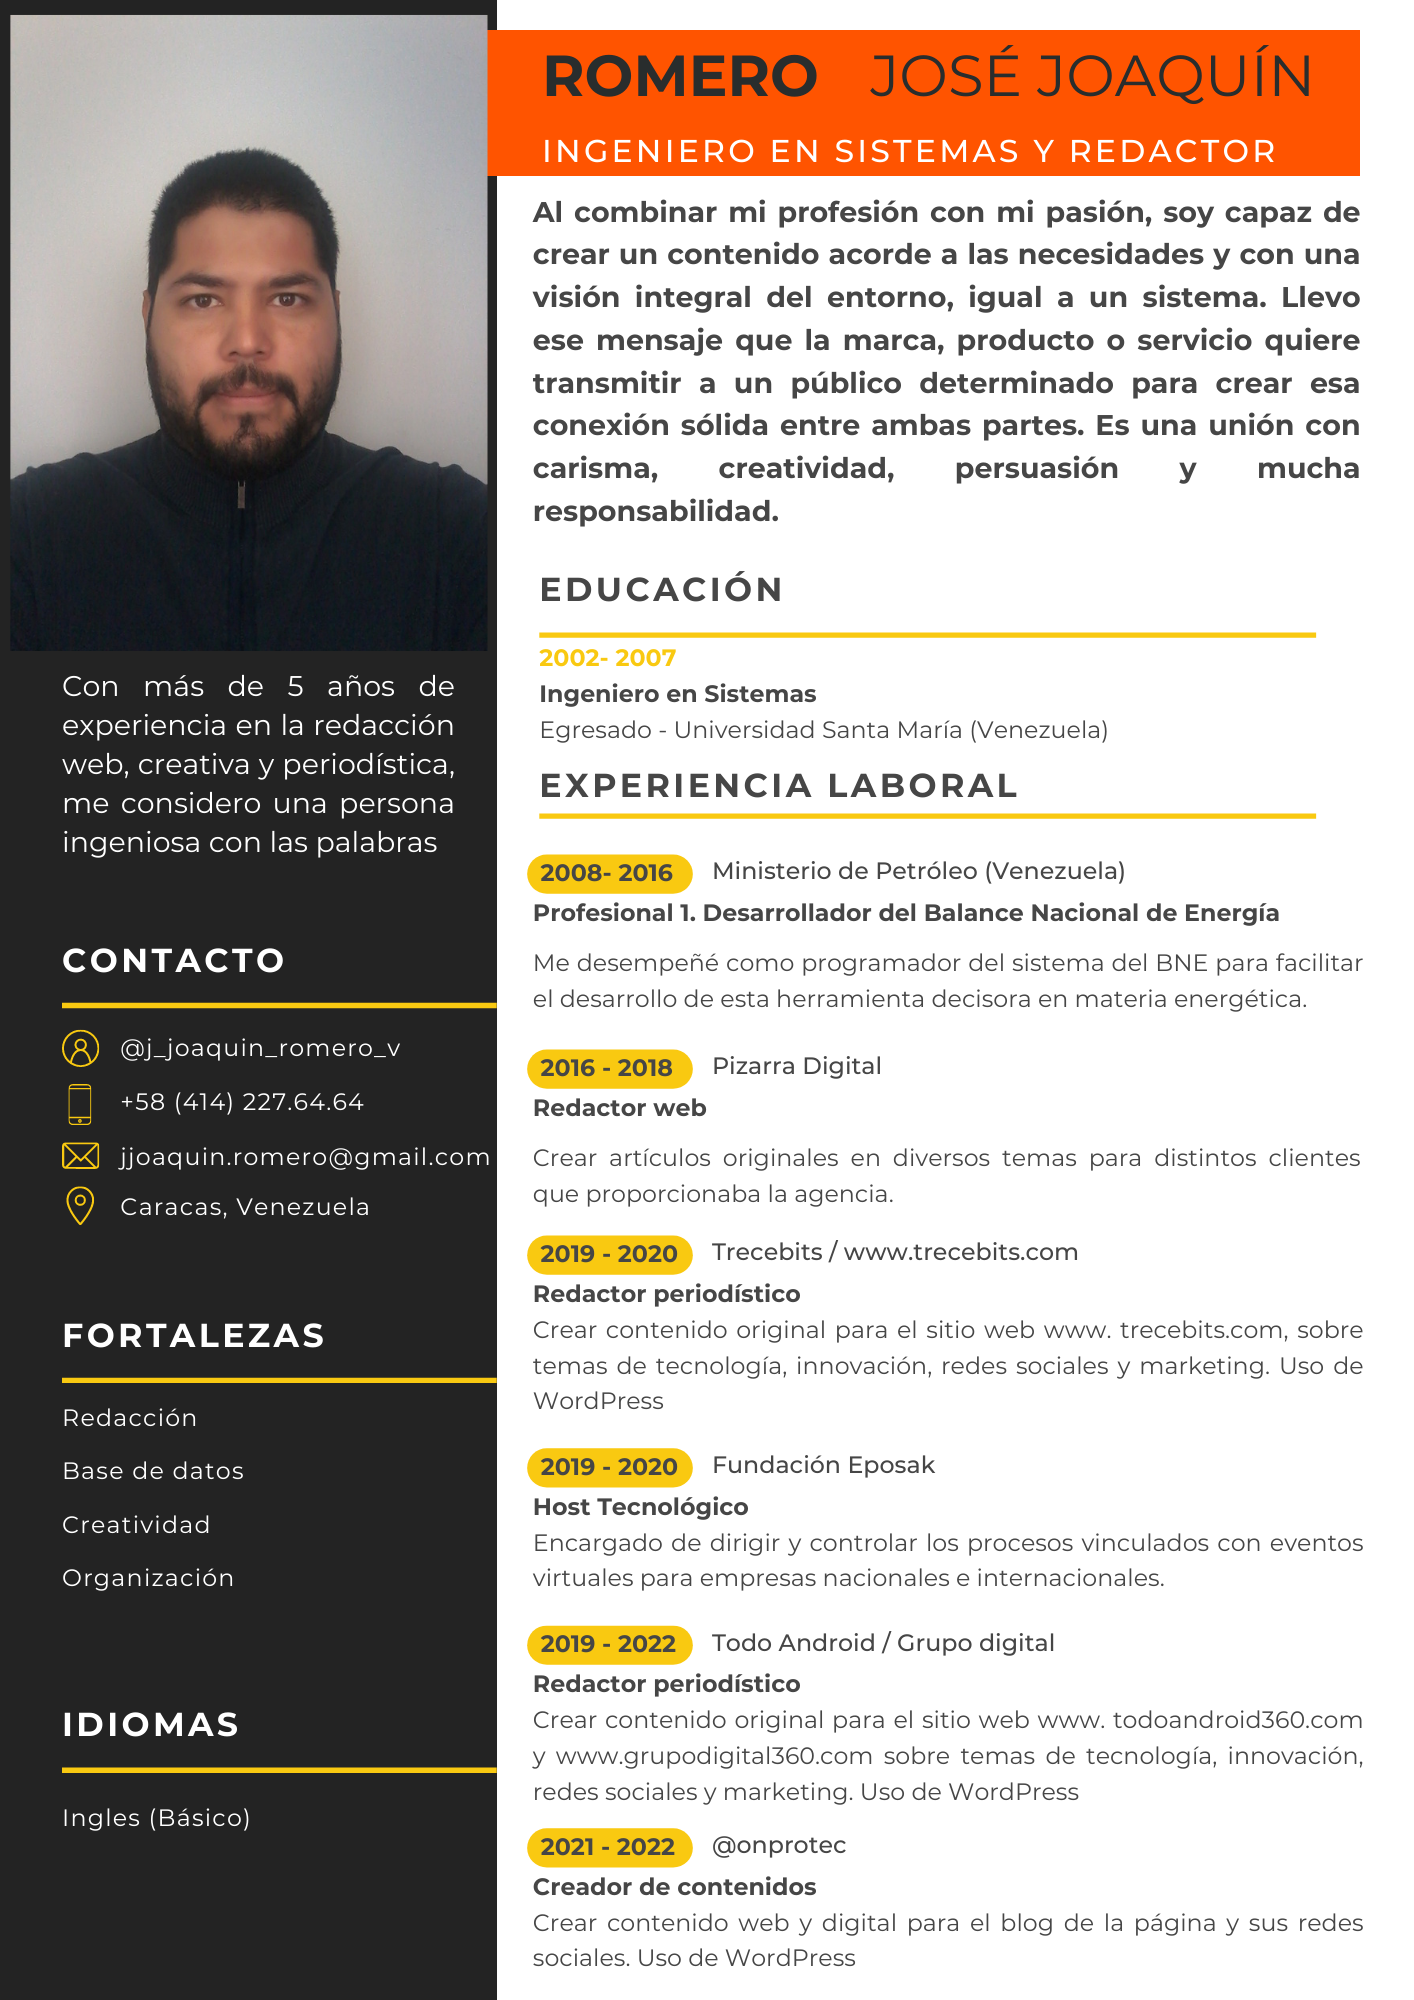 ROMERO JOSÉ JOAQUÍN
INGENIERO EN SISTEMAS Y REDACTOR
Al combinar mi profesión con mi pasión, soy capaz de
crear un contenido acorde a las necesidades y con una
visión integral del entorno, igual a un sistema. Llevo
ese mensaje que la marca, producto o servicio quiere
transmitir a un público determinado para crear esa
conexión sólida entre ambas partes. Es una unión con
carisma, creatividad, persuasión y mucha
responsabilidad.
Con más de 5 años de
experiencia en la redacción
web, creativa y periodística,
me considero una persona
ingeniosa con las palabras
CONTACTO
@j_joaquin_romero_v
+58 (414) 227.64.64
jjoaquin.romero@gmail.com
Caracas, Venezuela
FORTALEZAS
Redacción
Base de datos
Creatividad
Organización
IDIOMAS
Ingles (Básico)
EDUCACIÓN
2002- 2007
Ingeniero en Sistemas
Egresado - Universidad Santa María (Venezuela)
EXPERIENCIA LABORAL
2008- 2016 Ministerio de Petróleo (Venezuela)
Profesional 1. Desarrollador del Balance Nacional de Energía
Me desempeñé como programador del sistema del BNE para facilitar
el desarrollo de esta herramienta decisora en materia energética.
2016 - 2018 Pizarra Digital
Redactor web
Crear artículos originales en diversos temas para distintos clientes
que proporcionaba la agencia.
2019 - 2020 Trecebits / www.trecebits.com
Redactor periodístico
Crear contenido original para el sitio web www. trecebits.com, sobre
temas de tecnología, innovación, redes sociales y marketing. Uso de
WordPress
2019 - 2020 Fundación Eposak
Host Tecnológico
Encargado de dirigir y controlar los procesos vinculados con eventos
virtuales para empresas nacionales e internacionales.
2019 - 2022 Todo Android / Grupo digital
Redactor periodístico
Crear contenido original para el sitio web www. todoandroid360.com
y www.grupodigital360.com sobre temas de tecnología, innovación,
redes sociales y marketing. Uso de WordPress
2021 - 2022 @onprotec
Creador de contenidos
Crear contenido web y digital para el blog de la página y sus redes
sociales. Uso de WordPress